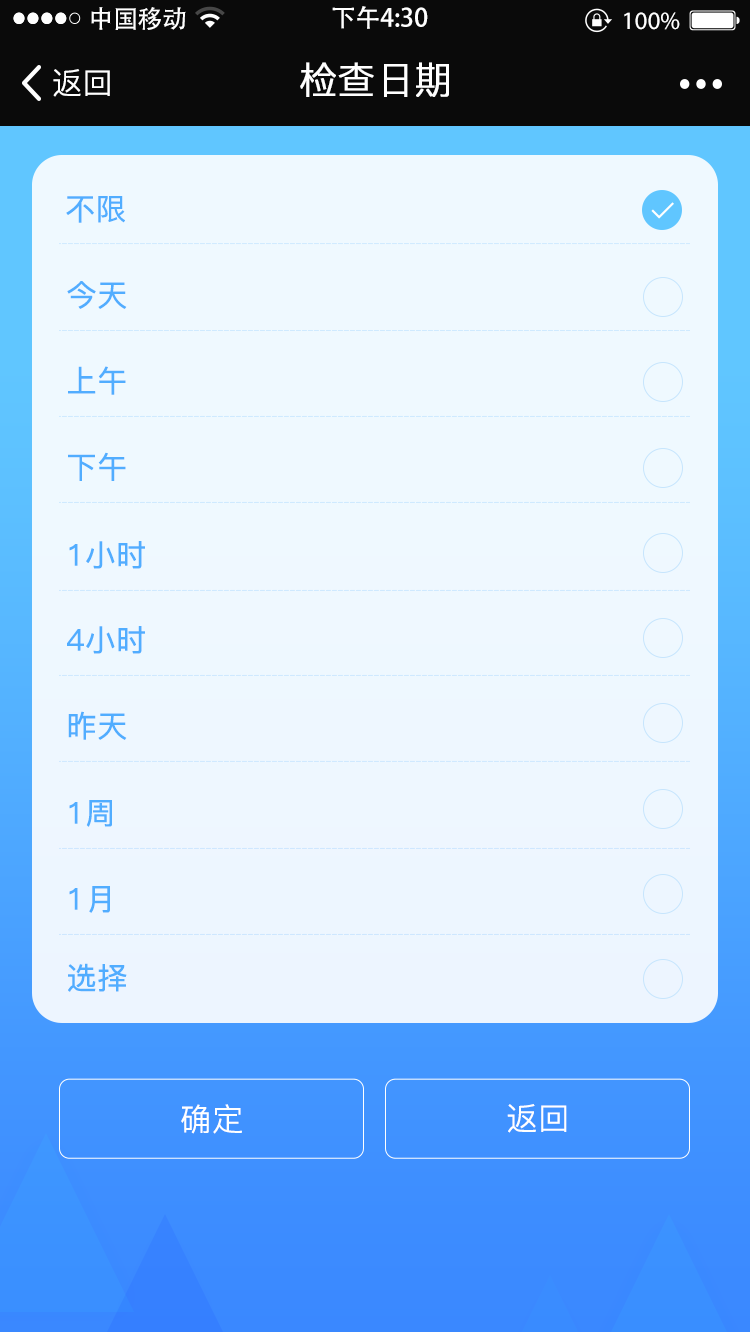 中国移动 下午4:30 100%
返回 检查日期
不限
今天
上午
下午
1小时
4小时
昨天
1周
1月
选择
确定 返回